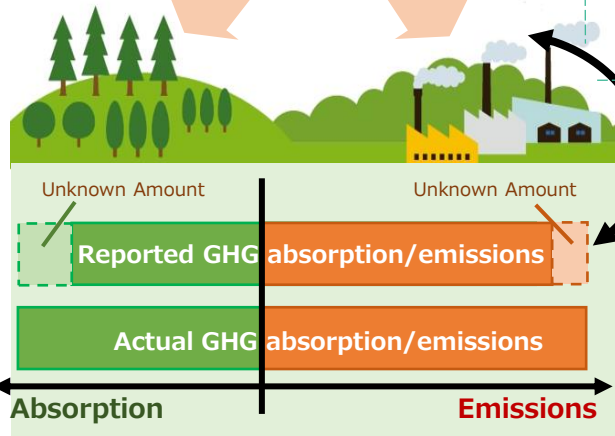 Unknown Amount
Unknown Amount
Reported GHG absorption/emissions
Actual GHG absorption/emissions
Absorption
Emissions